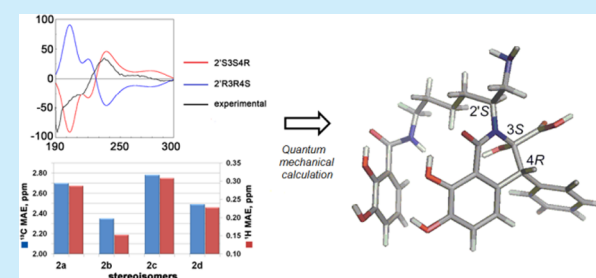 100
50
0
-50
-100
190
250
300
2'S3S4R
2'R3R4S
experimental
Quantum
mechanical
calculation
2'S
3S
4R
¹³C MAE, ppm
2.80
2.60
2.40
2.20
2.00
0.35
0.30
0.25
0.20
0.15
0.10
¹H MAE, ppm
2a
2b
2c
2d
stereoisomers